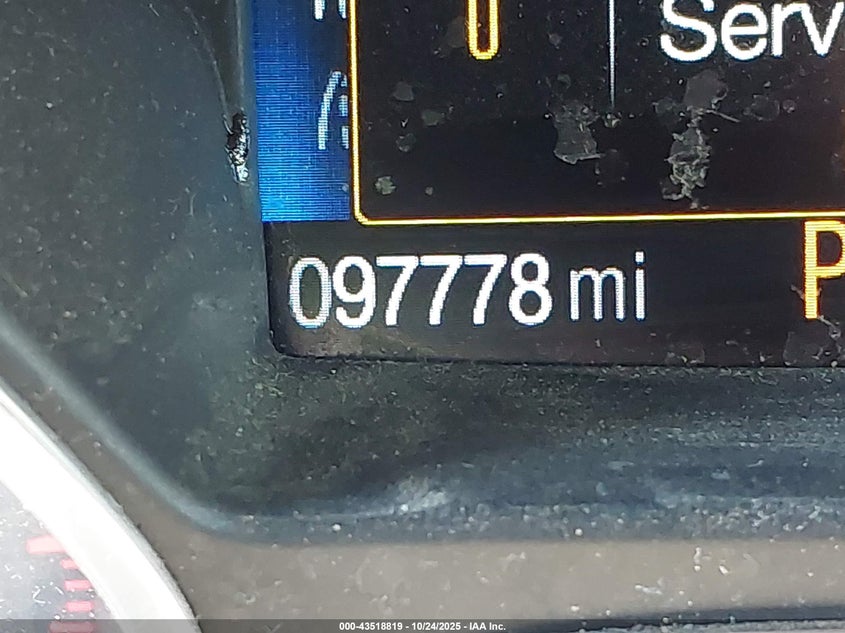 Serv
097778 mi
P
000-43518819 - 10/24/2025 - IAA Inc.